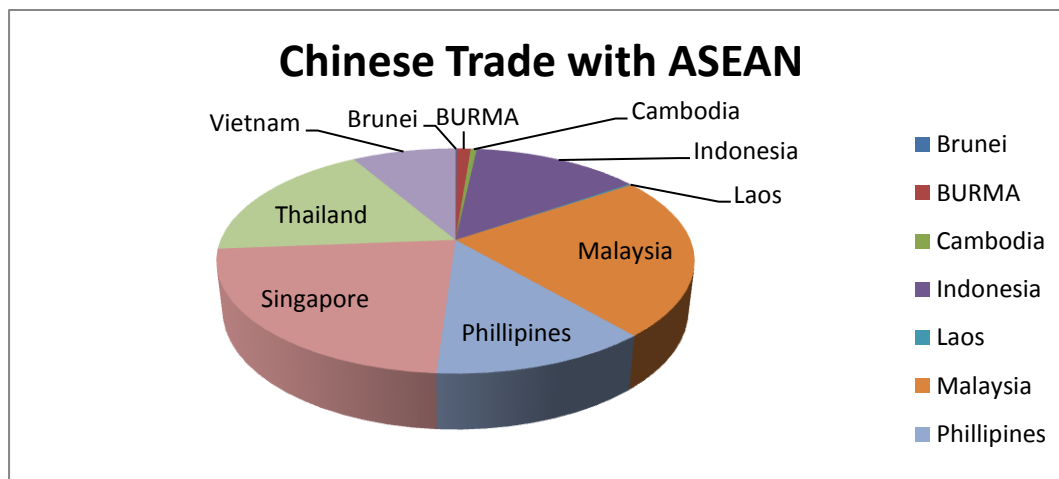 Chinese Trade with ASEAN
Vietnam
Brunei
BURMA
Cambodia
Indonesia
Laos
Thailand
Malaysia
Singapore
Phillipines
Brunei
BURMA
Cambodia
Indonesia
Laos
Malaysia
Phillipines